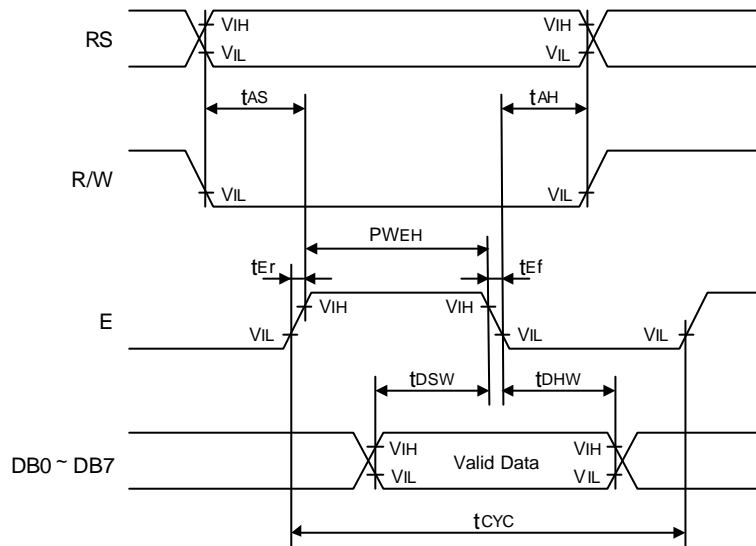 RS
VIH
VIH
VIL
VIL
tAS
tAH
R/W
VIL
VIL
PWEH
tEr
tEf
E
VIH
VIH
VIL
VIL
VIL
tDSW
tDHW
DB0 ~ DB7
VIH
Valid Data
VIH
VIL
VIL
tCYC